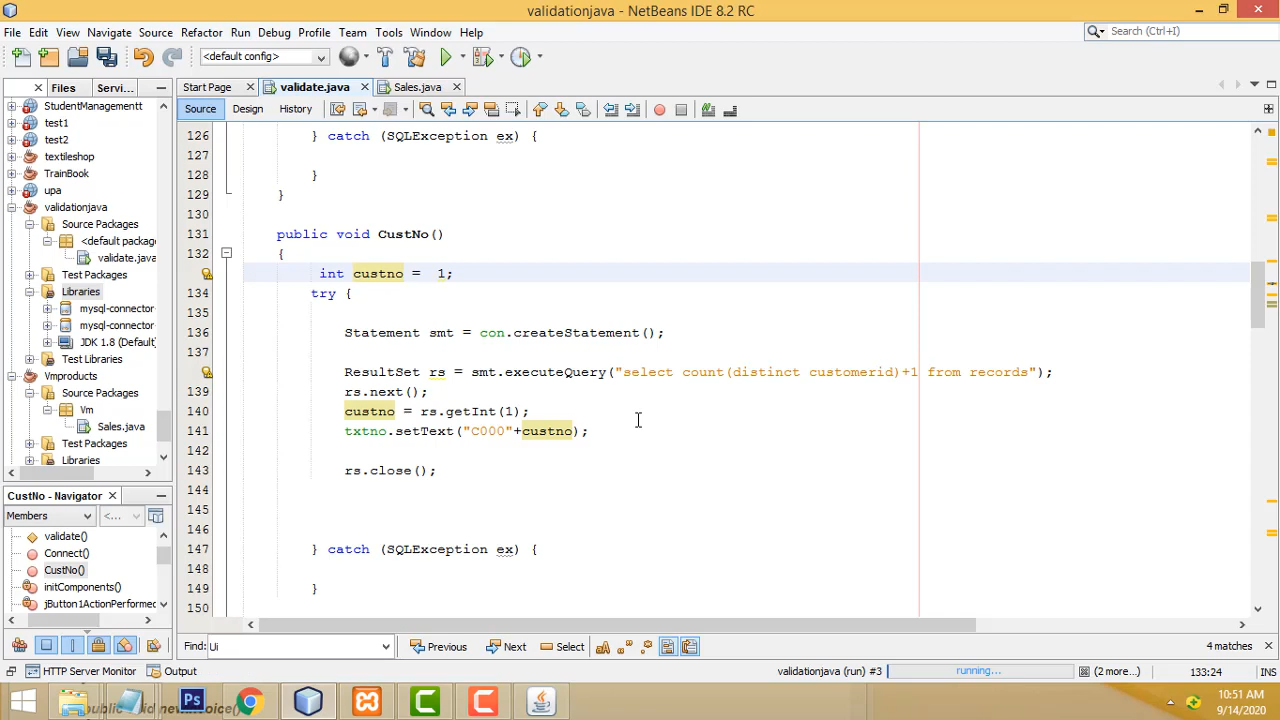 validationjava - NetBeans IDE 8.2 RC
File Edit View Navigate Source Refactor Run Debug Profile Team Tools Window Help
Search (Ctrl+I)
<default config>
Files Servi...
Start Page validate.java Sales.java
Source Design History
StudentManagementt
test1
test2
textileshop
TrainBook
upa
validationjava
Source Packages
<default package
validate.java
Test Packages
Libraries
mysql-connector
mysql-connector
JDK 1.8 (Default)
Test Libraries
Vmproducts
Source Packages
Vm
Sales.java
Test Packages
Libraries
CustNo - Navigator
Members <...
validate()
Connect()
CustNo()
initComponents()
jButton1ActionPerformed
126 } catch (SQLException ex) {
127
128 }
129 }
130
131 public void CustNo()
132 {
int custno = 1;
134 try {
135
136 Statement smt = con.createStatement();
137
ResultSet rs = smt.executeQuery("select count(distinct customerid)+1 from records");
139 rs.next();
140 custno = rs.getInt(1);
141 txtno.setText("C000"+custno);
142
143 rs.close();
144
145
146
147 } catch (SQLException ex) {
148
149 }
150
Find: Ui Previous Next Select 4 matches
HTTP Server Monitor Output validationjava (run) #3 running... (2 more...) 133:24 INS
Ps
10:51 AM
9/14/2020